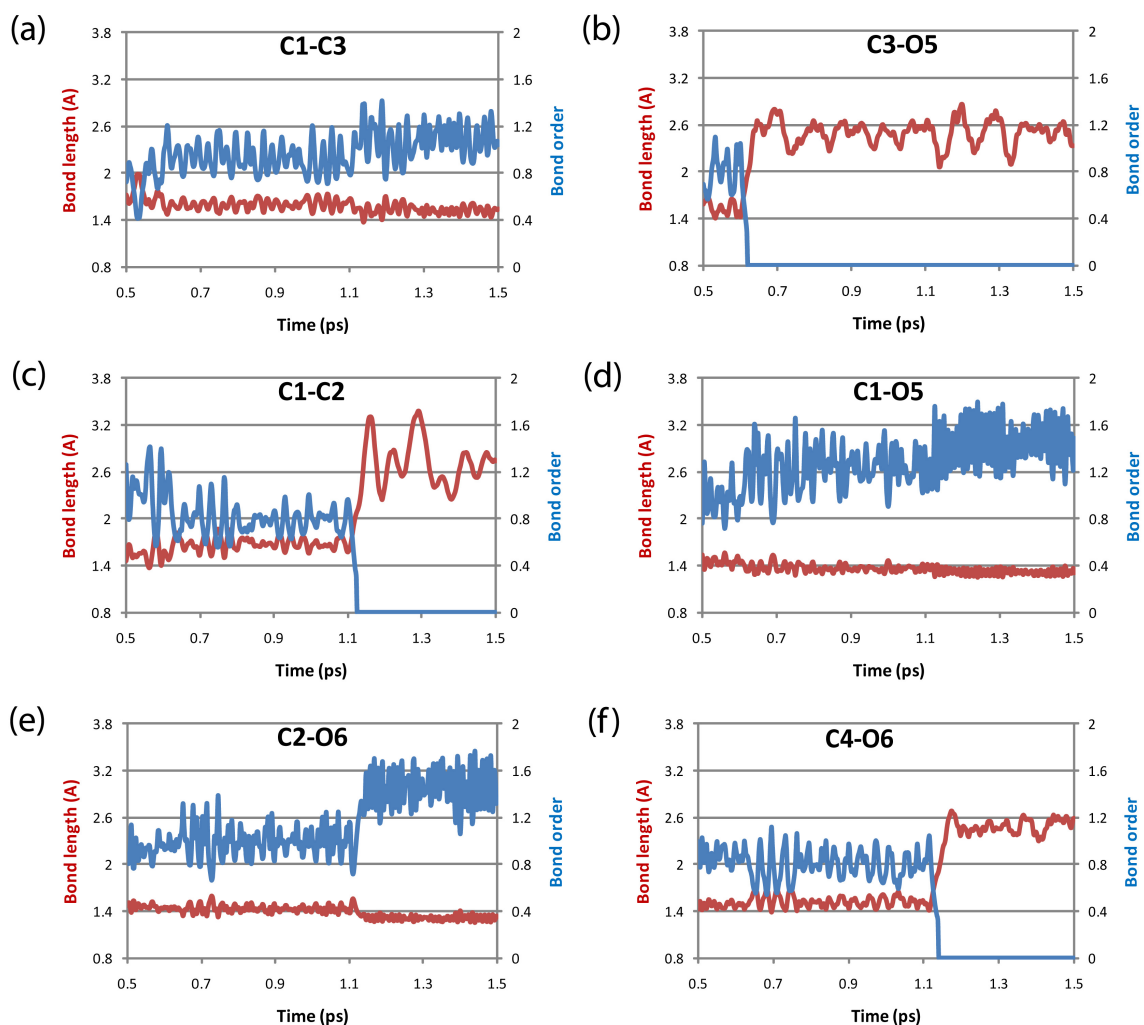 (a)
C1-C3
3.8
3.2
2.6
2
1.4
0.8
2
1.6
1.2
0.8
0.4
0
Bond length (A)
Bond order
0.5 0.7 0.9 1.1 1.3 1.5
Time (ps)
(b)
C3-O5
3.8
3.2
2.6
2
1.4
0.8
2
1.6
1.2
0.8
0.4
0
Bond length (A)
Bond order
0.5 0.7 0.9 1.1 1.3 1.5
Time (ps)
(c)
C1-C2
3.8
3.2
2.6
2
1.4
0.8
2
1.6
1.2
0.8
0.4
0
Bond length (A)
Bond order
0.5 0.7 0.9 1.1 1.3 1.5
Time (ps)
(d)
C1-O5
3.8
3.2
2.6
2
1.4
0.8
2
1.6
1.2
0.8
0.4
0
Bond length (A)
Bond order
0.5 0.7 0.9 1.1 1.3 1.5
Time (ps)
(e)
C2-O6
3.8
3.2
2.6
2
1.4
0.8
2
1.6
1.2
0.8
0.4
0
Bond length (A)
Bond order
0.5 0.7 0.9 1.1 1.3 1.5
Time (ps)
(f)
C4-O6
3.8
3.2
2.6
2
1.4
0.8
2
1.6
1.2
0.8
0.4
0
Bond length (A)
Bond order
0.5 0.7 0.9 1.1 1.3 1.5
Time (ps)